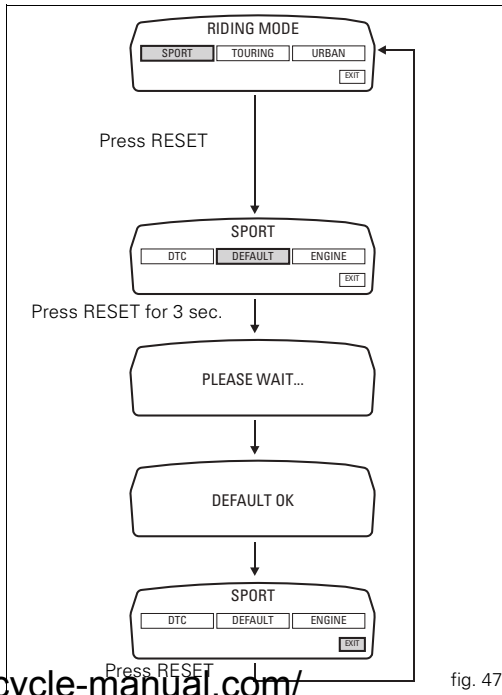 RIDING MODE
SPORT TOURING URBAN
EXIT
Press RESET
SPORT
DTC DEFAULT ENGINE
EXIT
Press RESET for 3 sec.
PLEASE WAIT...
DEFAULT OK
SPORT
DTC DEFAULT ENGINE
EXIT
Press RESET
cycle-manual.com/
fig. 47